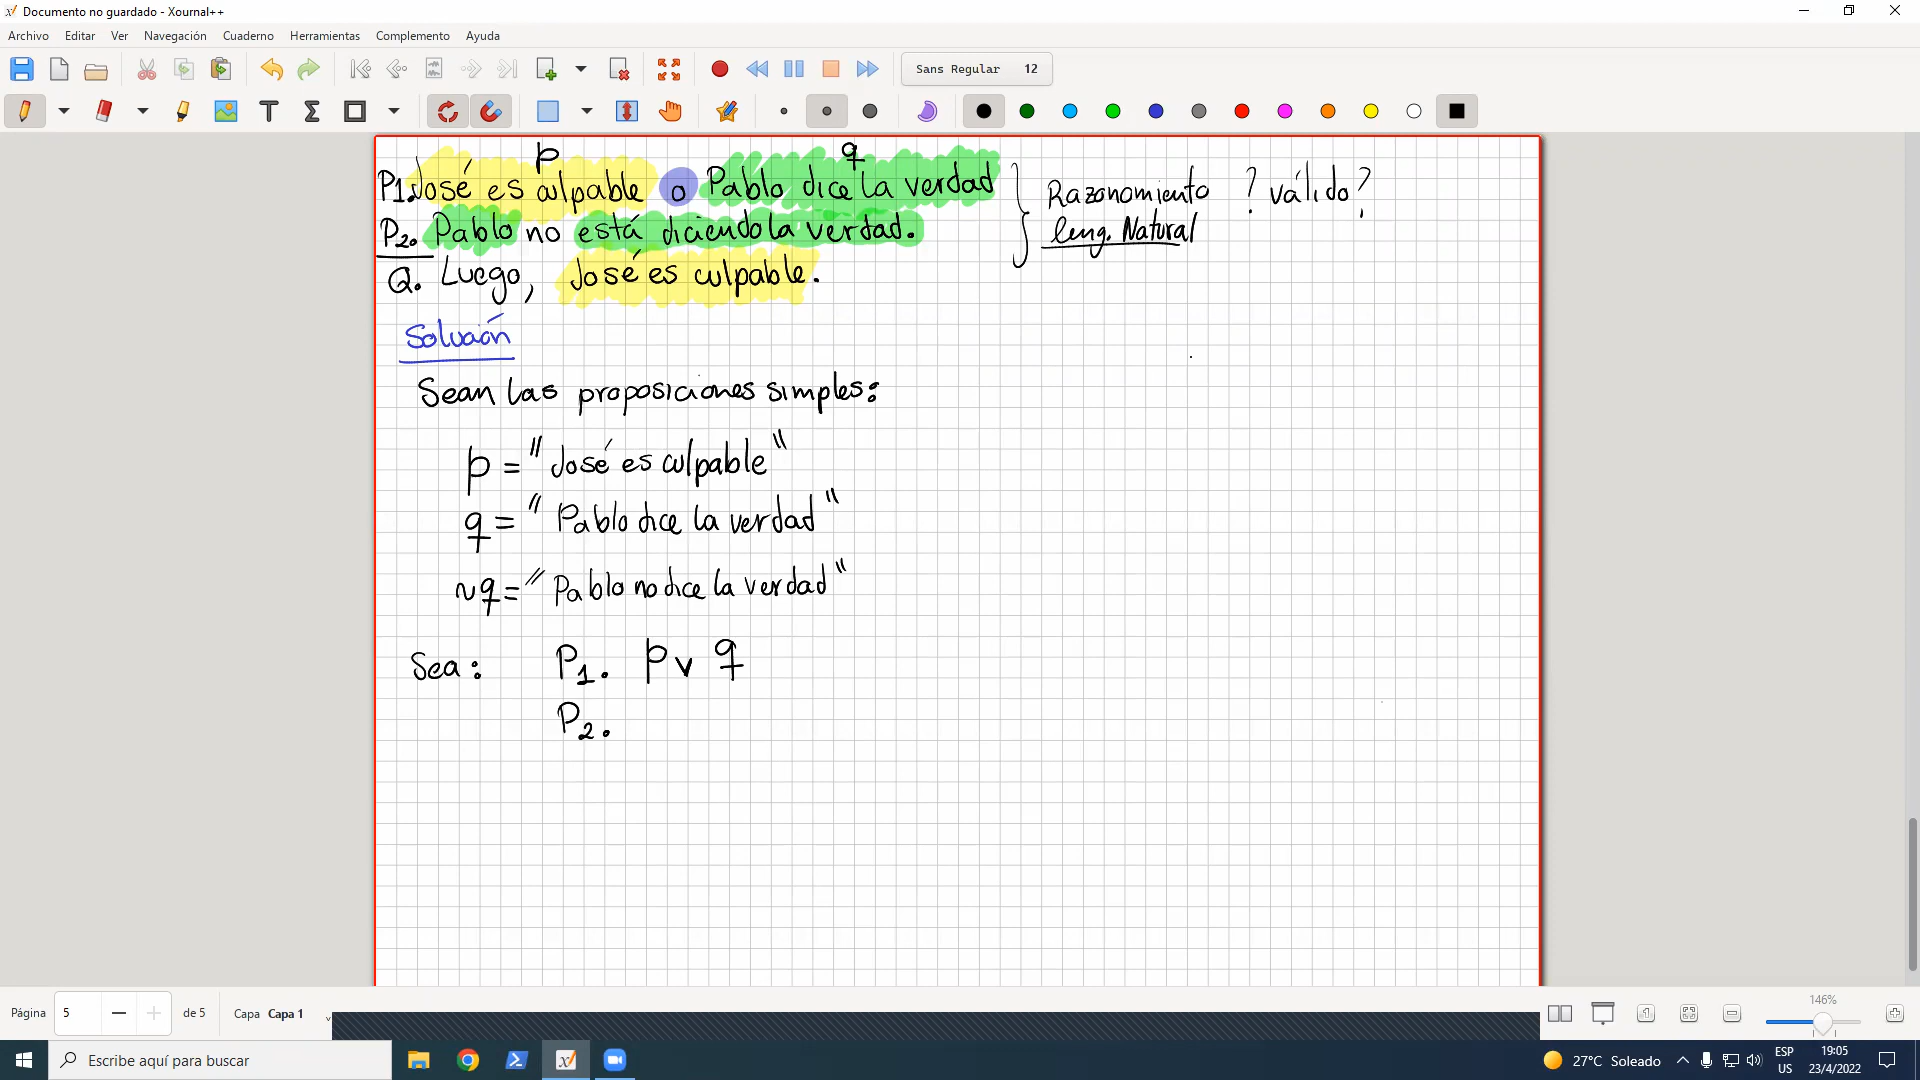 Documento no guardado - Xournal++
Archivo Editar Ver Navegación Cuaderno Herramientas Complemento Ayuda
Sans Regular 12
p q
P1. José es culpable o Pablo dice la verdad
P2. Pablo no está diciendo la verdad.
Q. Luego, José es culpable.
Razonamiento ? válido?
leng. Natural
Solución
Sean las proposiciones simples:
p = "José es culpable"
q = "Pablo dice la verdad"
~q = "Pablo no dice la verdad"
Sea: P1. p v q
P2.
Página 5 de 5 Capa Capa 1
146%
Escribe aquí para buscar
27°C Soleado
ESP
US
19:05
23/4/2022